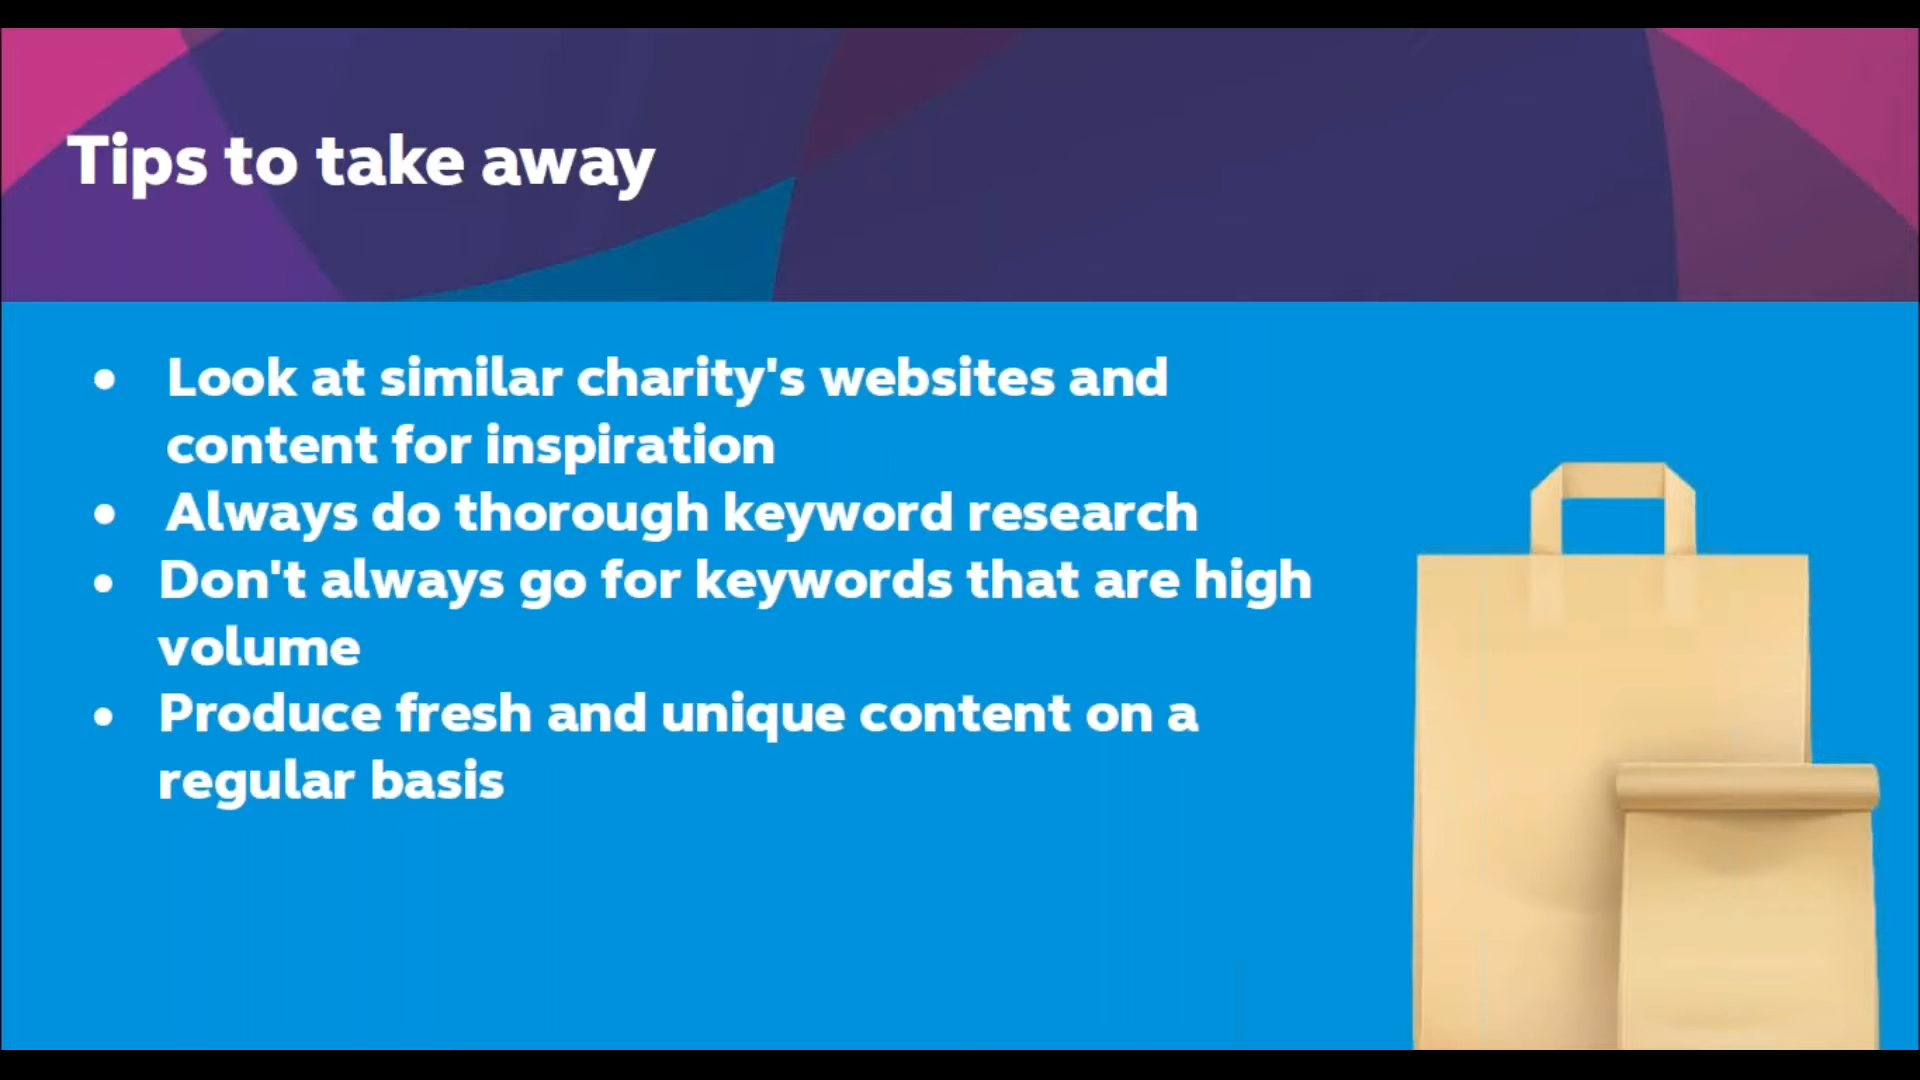 Tips to take away
• Look at similar charity's websites and
content for inspiration
• Always do thorough keyword research
• Don't always go for keywords that are high
volume
• Produce fresh and unique content on a
regular basis